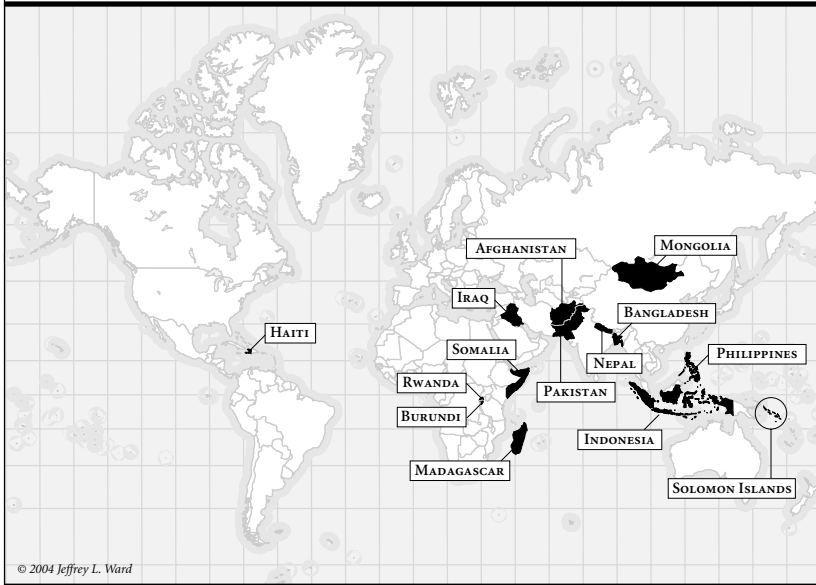 Afghanistan
Mongolia
Iraq
Bangladesh
Haiti
Somalia
Philippines
Nepal
Rwanda
Pakistan
Burundi
Indonesia
Madagascar
Solomon Islands
© 2004 Jeffrey L. Ward